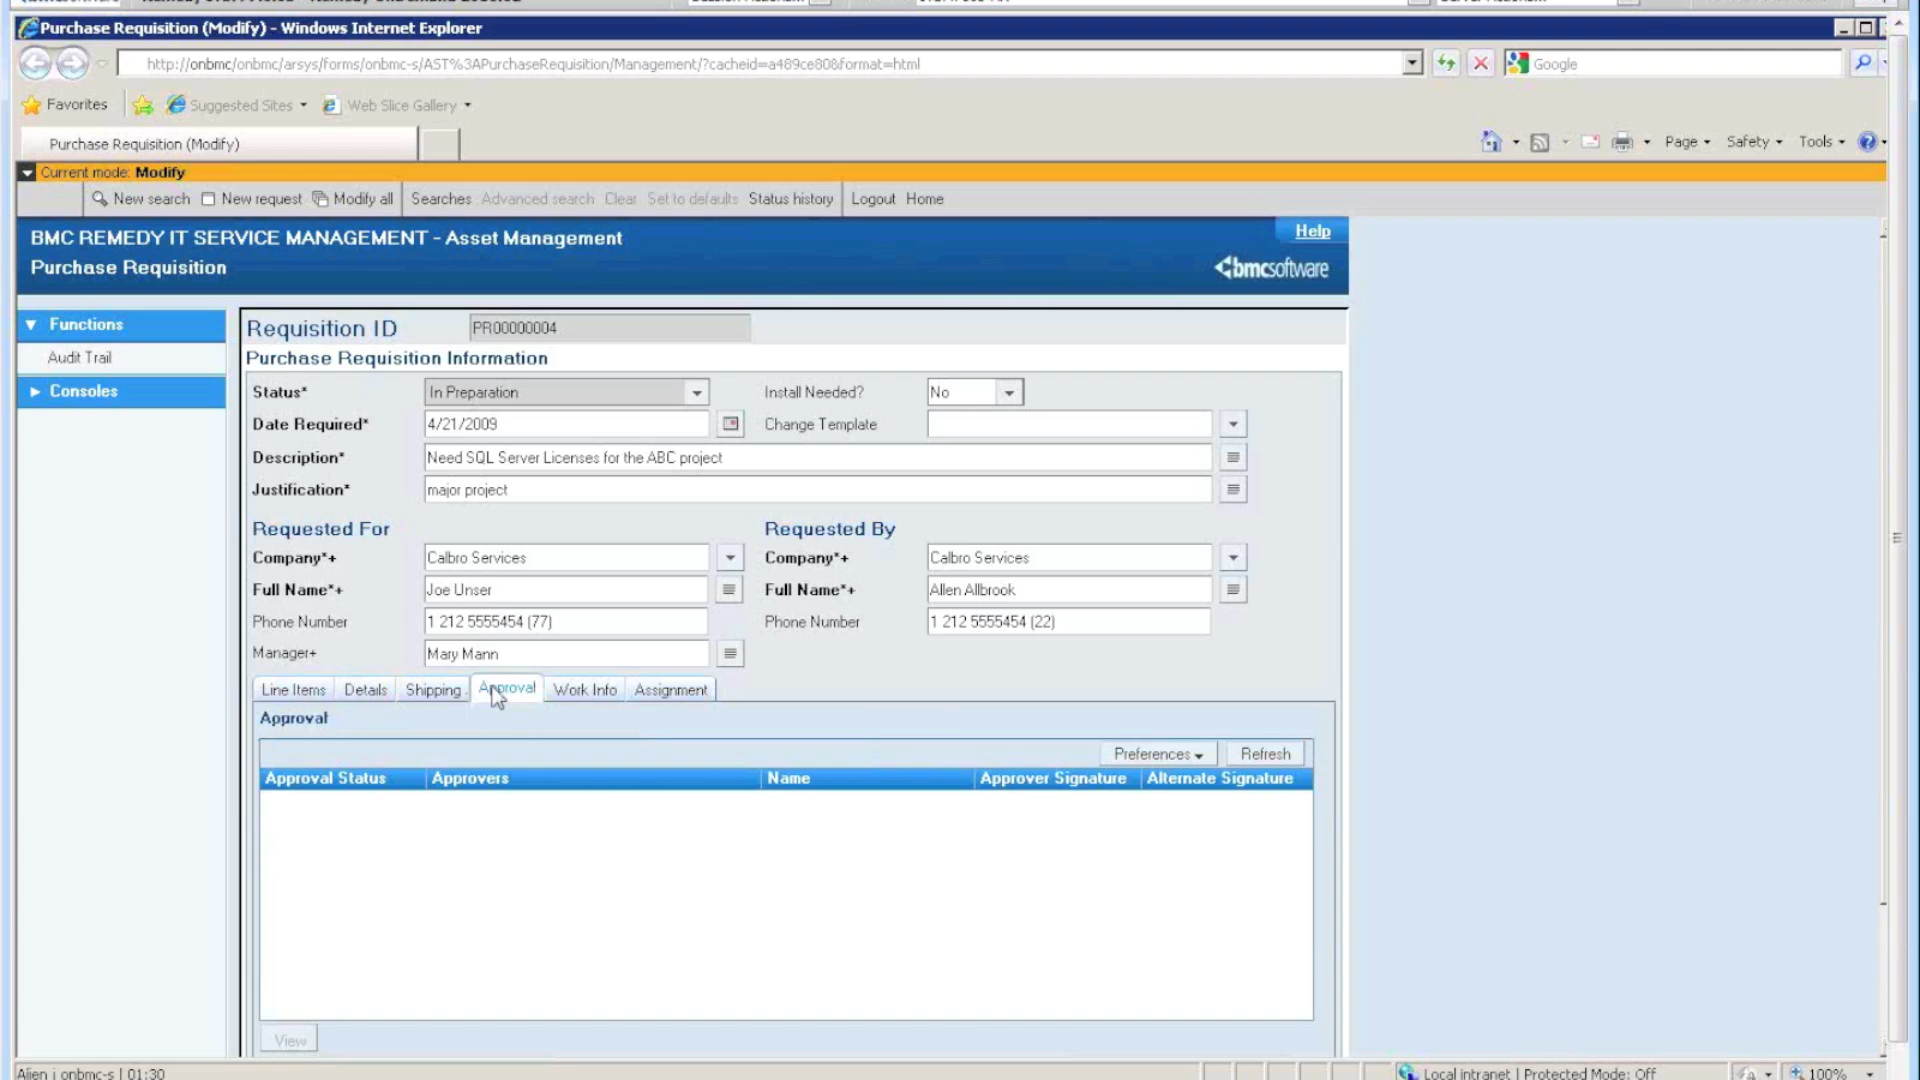 Purchase Requisition (Modify) - Windows Internet Explorer
http://onbmc/onbmc/arsys/forms/onbmc-s/AST%3APurchaseRequisition/Management/?cacheid=a489ce80&format=html
Google
Favorites Suggested Sites Web Slice Gallery
Purchase Requisition (Modify)
Page Safety Tools
Current mode: Modify
New search New request Modify all Searches Advanced search Clear Set to defaults Status history Logout Home
BMC REMEDY IT SERVICE MANAGEMENT - Asset Management
Help
Purchase Requisition
bmcsoftware
Functions
Audit Trail
Consoles
Requisition ID PR00000004
Purchase Requisition Information
Status* In Preparation Install Needed? No
Date Required* 4/21/2009 Change Template
Description* Need SQL Server Licenses for the ABC project
Justification* major project
Requested For Requested By
Company*+ Calbro Services Company*+ Calbro Services
Full Name*+ Joe Unser Full Name*+ Allen Allbrook
Phone Number 1 212 5555454 (77) Phone Number 1 212 5555454 (22)
Manager+ Mary Mann
Line Items Details Shipping Approval Work Info Assignment
Approval
Preferences Refresh
Approval Status Approvers Name Approver Signature Alternate Signature
View
onbmc-s | 01:30
Local intranet | Protected Mode: Off
100%